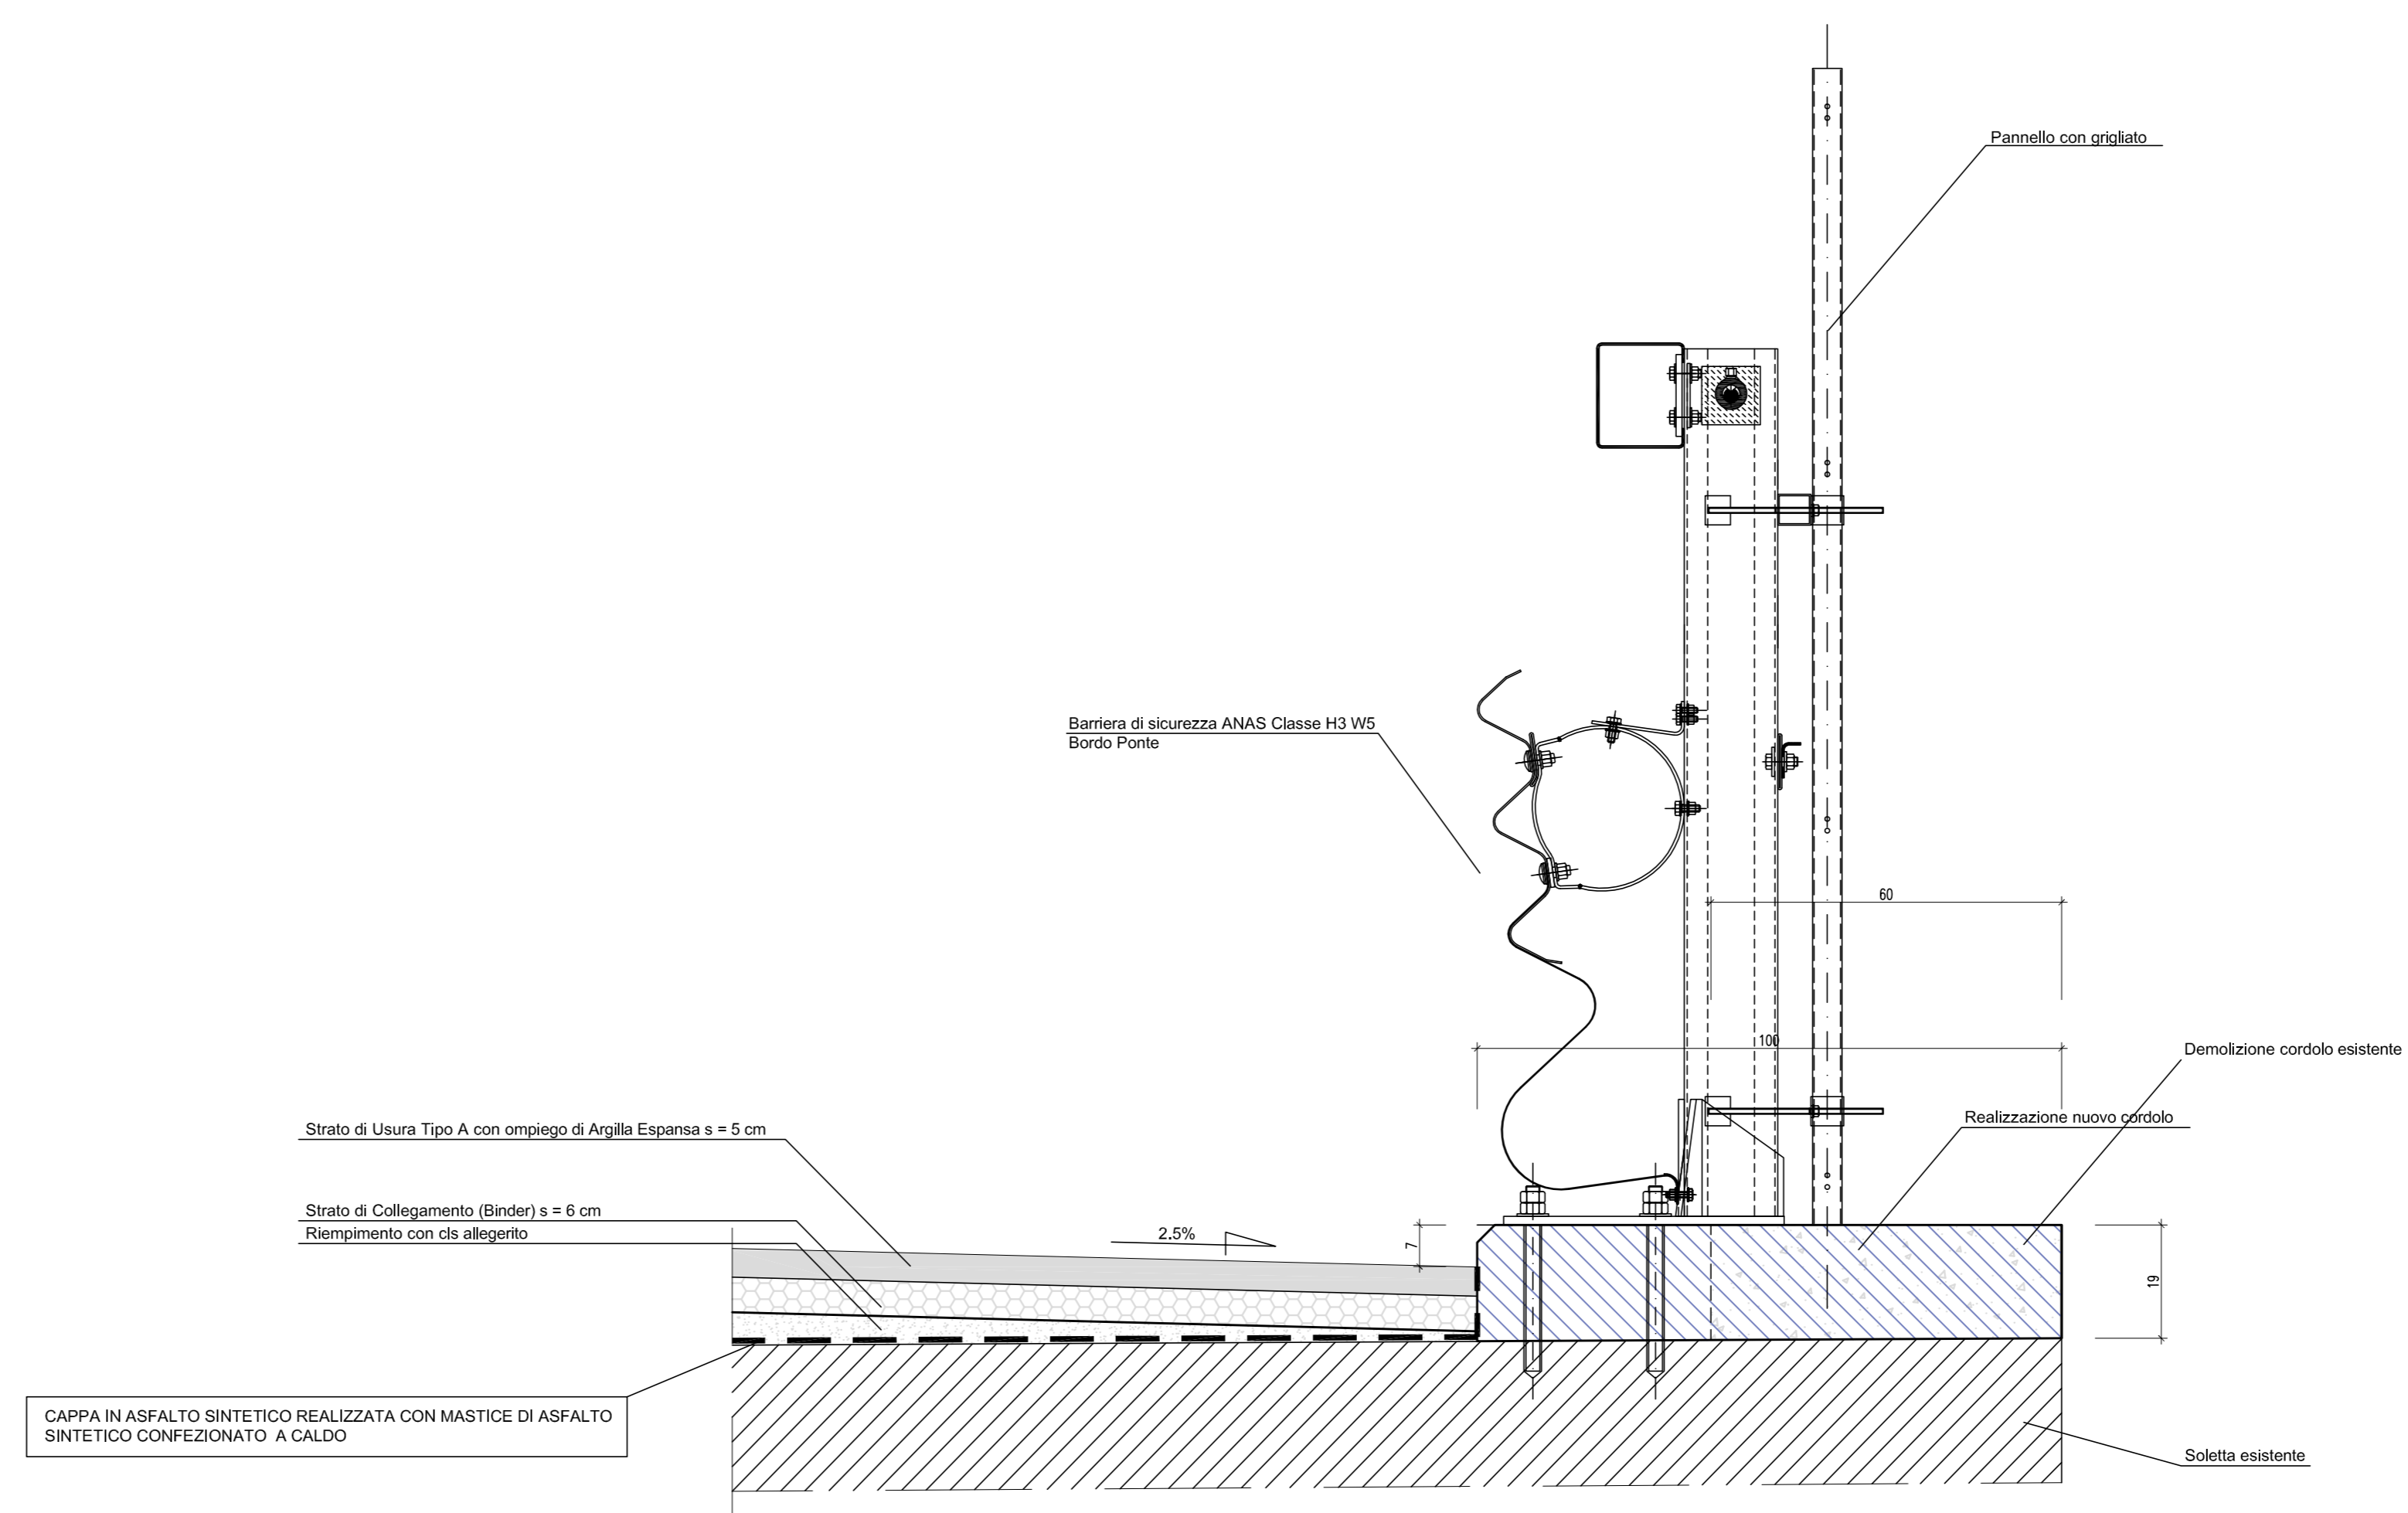 Pannello con grigliato
Barriera di sicurezza ANAS Classe H3 W5
Bordo Ponte
60
100
Demolizione cordolo esistente
Realizzazione nuovo cordolo
Strato di Usura Tipo A con ompiego di Argilla Espansa s = 5 cm
Strato di Collegamento (Binder) s = 6 cm
Riempimento con cls allegerito
2.5%
7
19
CAPPA IN ASFALTO SINTETICO REALIZZATA CON MASTICE DI ASFALTO
SINTETICO CONFEZIONATO A CALDO
Soletta esistente